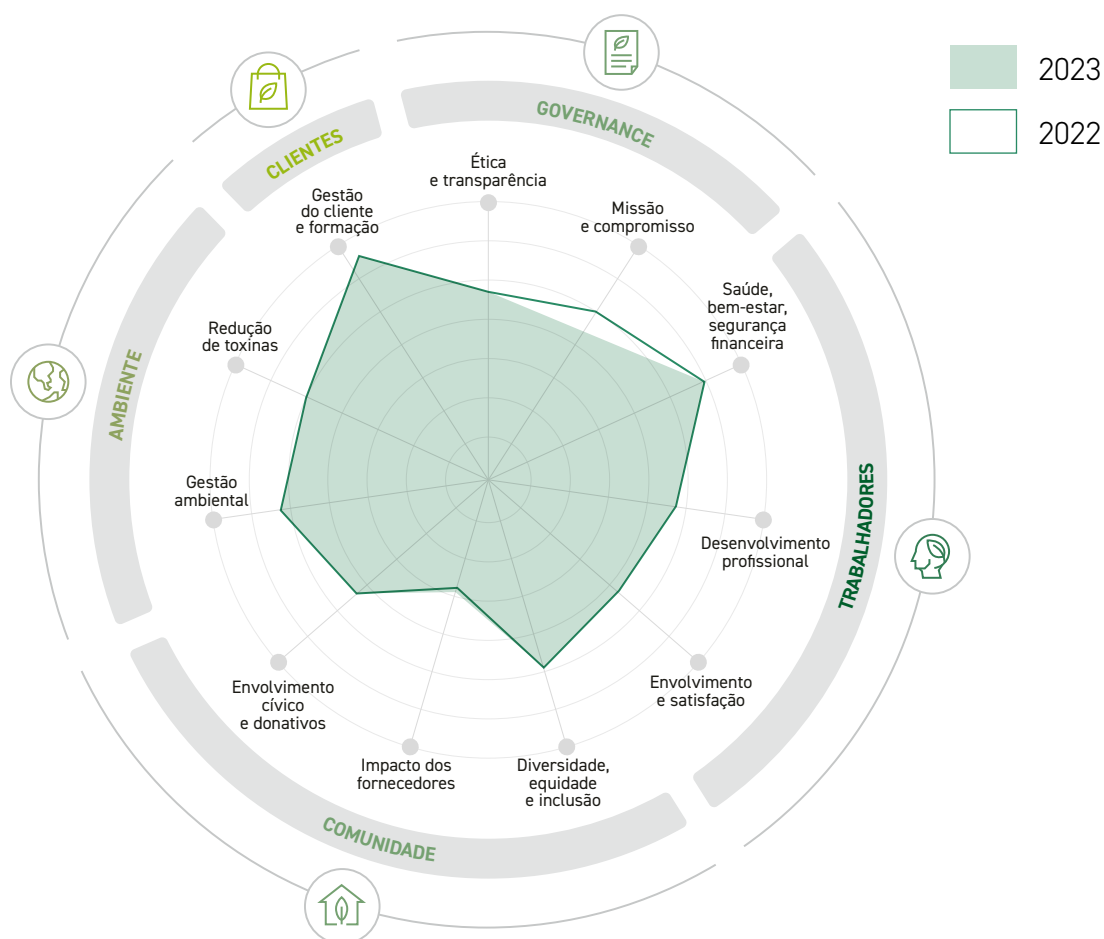 2023
2022
GOVERNANCE
CLIENTES
Ética
e transparência
Gestão
do cliente
e formação
Missão
e compromisso
Saúde,
bem-estar,
segurança
financeira
Redução
de toxinas
AMBIENTE
Gestão
ambiental
Desenvolvimento
profissional
TRABALHADORES
Envolvimento
cívico
e donativos
Envolvimento
e satisfação
Impacto dos
fornecedores
Diversidade,
equidade
e inclusão
COMUNIDADE